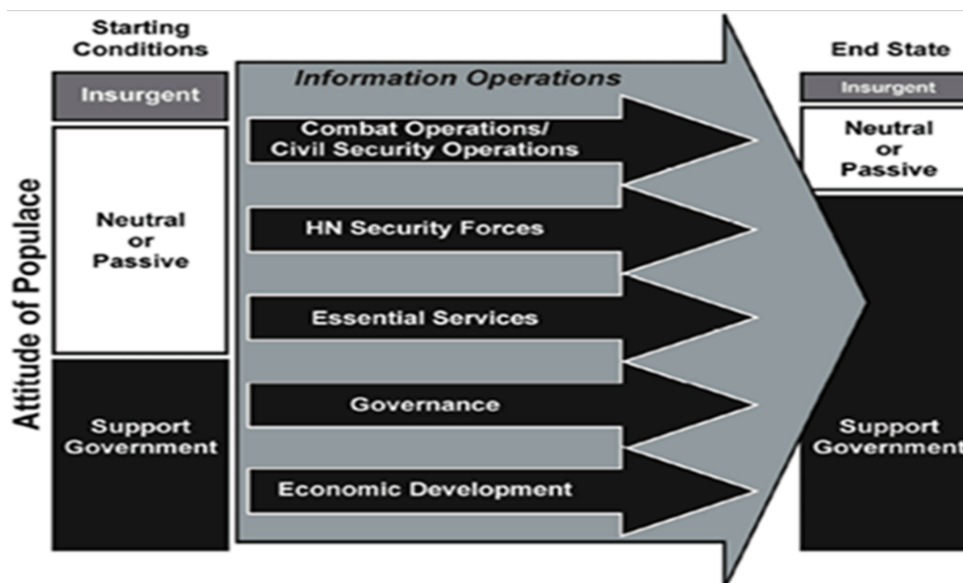 Starting
Conditions
Insurgent
Neutral
or
Passive
Support
Government
Attitude of Populace
Information Operations
Combat Operations/
Civil Security Operations
HN Security Forces
Essential Services
Governance
Economic Development
End State
Insurgent
Neutral
or
Passive
Support
Government